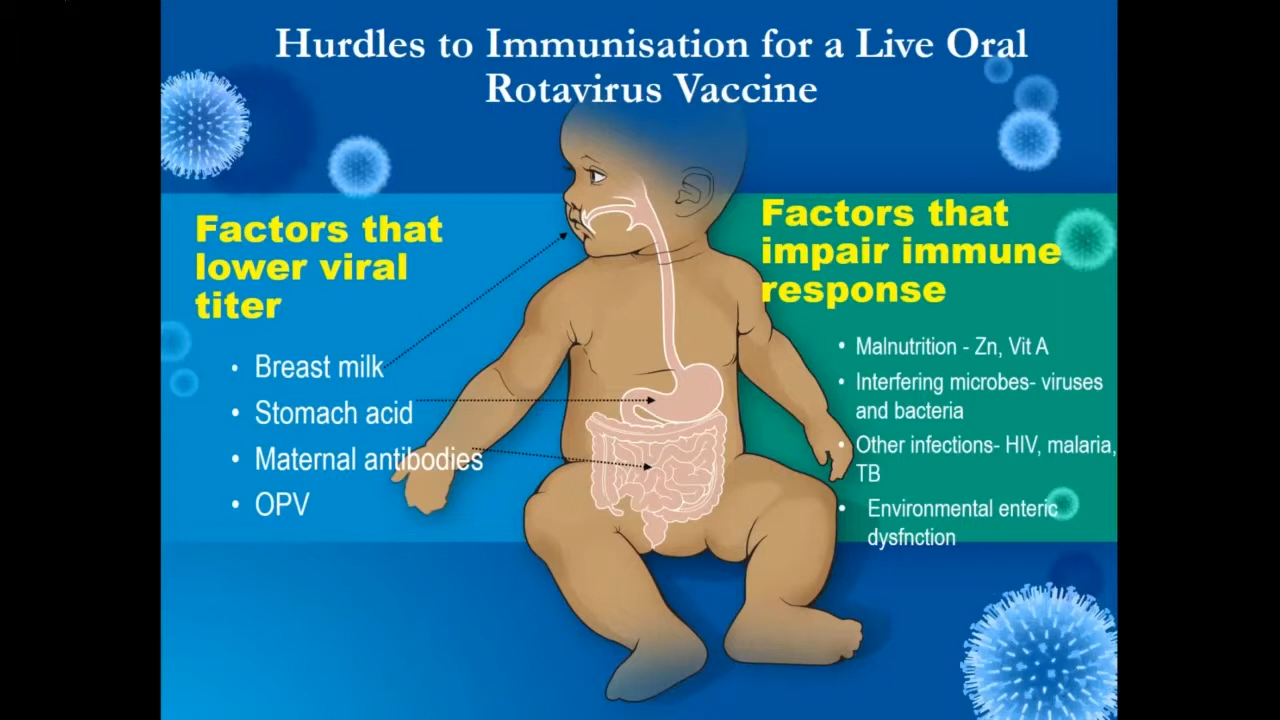 Hurdles to Immunisation for a Live Oral
Rotavirus Vaccine
Factors that
lower viral
titer
• Breast milk
• Stomach acid
• Maternal antibodies
• OPV
Factors that
impair immune
response
• Malnutrition - Zn, Vit A
• Interfering microbes- viruses
and bacteria
• Other infections- HIV, malaria,
TB
• Environmental enteric
dysfnction